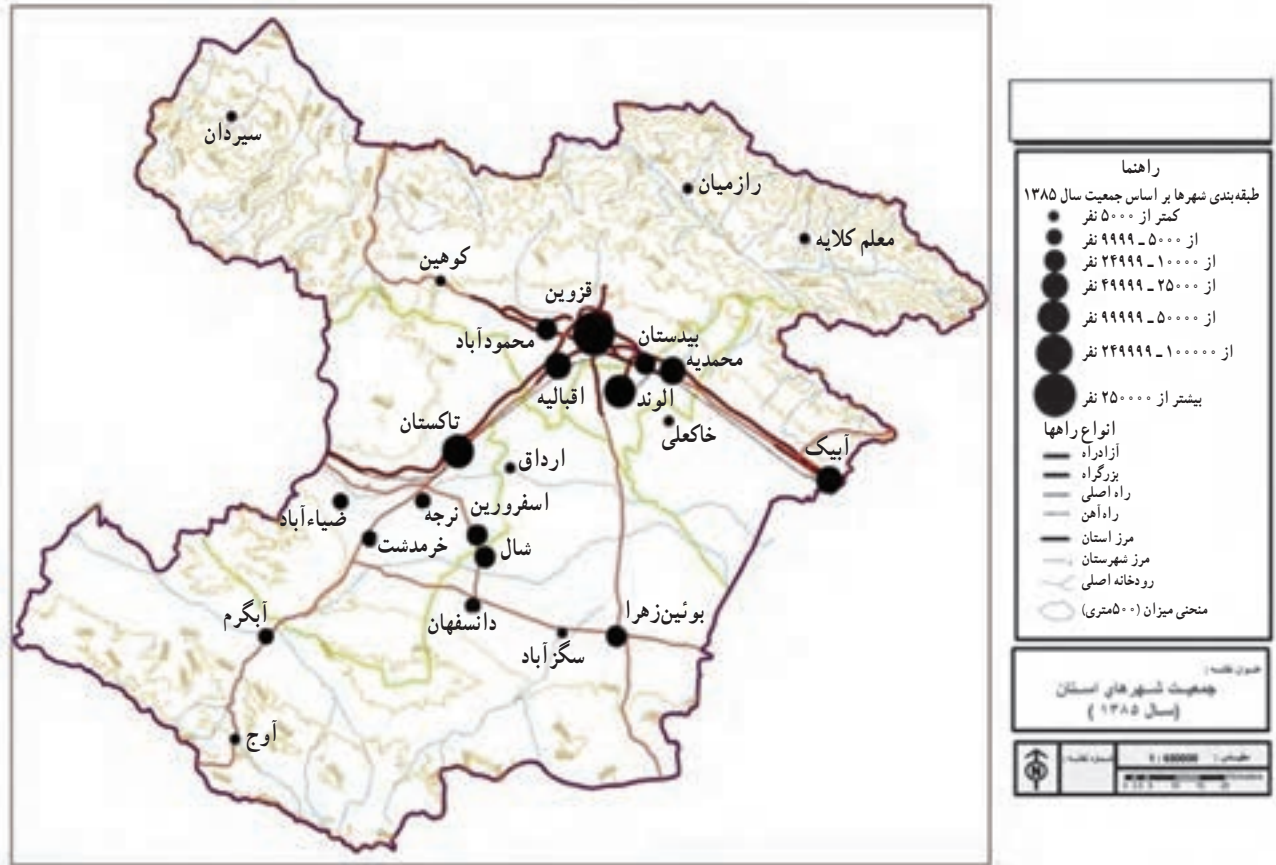 سیردان
رازمیان
معلم کلایه
کوهین
قزوین
محمودآباد
بیدستان
محمدیه
اقبالیه
الوند
خاکعلی
تاکستان
آبیک
ارداق
اسفرورین
ضیاءآباد
نرجه
خرمدشت
شال
آبگرم
دانسفهان
بوئین‌زهرا
سگزآباد
آوج
راهنما
طبقه‌بندی شهرها بر اساس جمعیت سال ۱۳۸۵
کمتر از ۵۰۰۰ نفر
از ۵۰۰۰ ـ ۹۹۹۹ نفر
از ۱۰۰۰۰ ـ ۲۴۹۹۹ نفر
از ۲۵۰۰۰ ـ ۴۹۹۹۹ نفر
از ۵۰۰۰۰ ـ ۹۹۹۹۹ نفر
از ۱۰۰۰۰۰ ـ ۲۴۹۹۹۹ نفر
بیشتر از ۲۵۰۰۰۰ نفر
انواع راهها
آزادراه
بزرگراه
راه اصلی
راه‌آهن
مرز استان
مرز شهرستان
رودخانه اصلی
منحنی میزان (۵۰۰متری)
عنوان نقشه :
جمعیت شهرهای استان
(سال ۱۳۸۵ )
مقیاس :
N